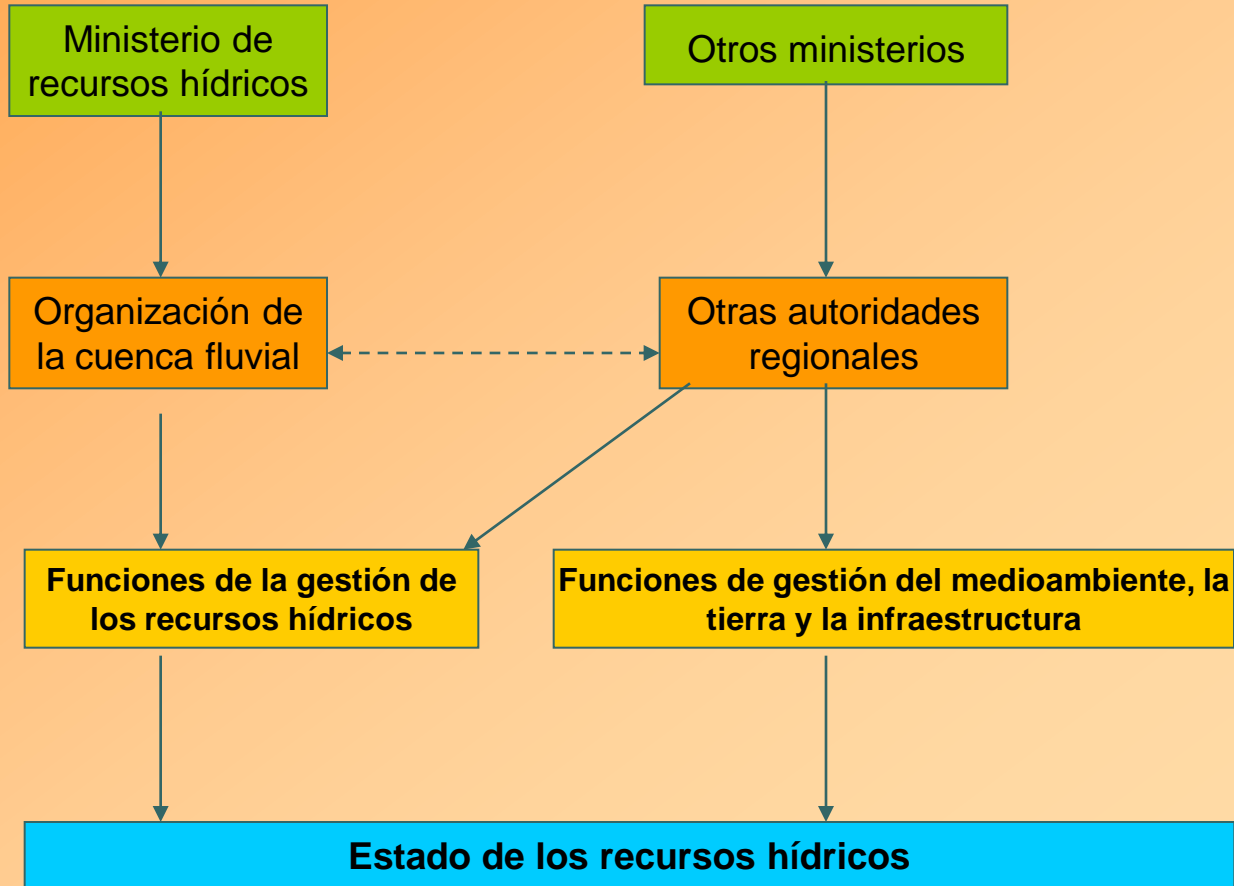 Ministerio de
recursos hídricos
Otros ministerios
Organización de
la cuenca fluvial
Otras autoridades
regionales
Funciones de la gestión de
los recursos hídricos
Funciones de gestión del medioambiente, la
tierra y la infraestructura
Estado de los recursos hídricos